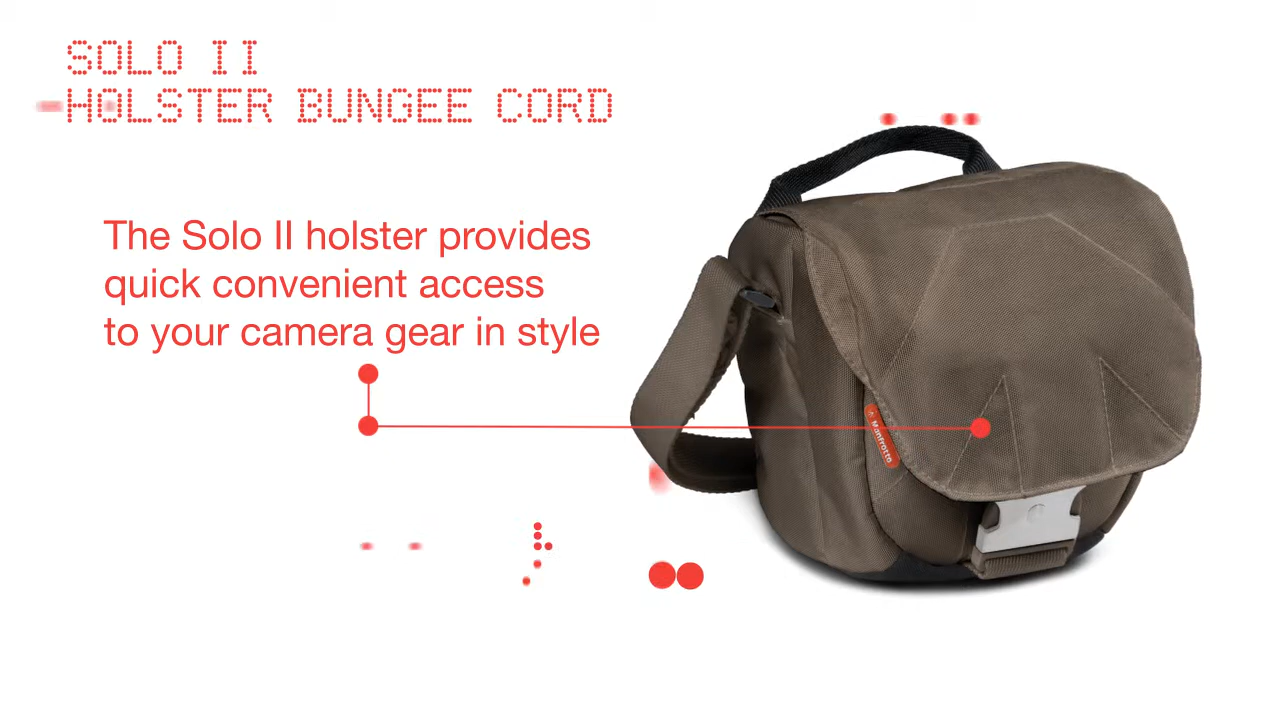 SOLO II
HOLSTER BUNGEE CORD
The Solo II holster provides
quick convenient access
to your camera gear in style
Manfrotto